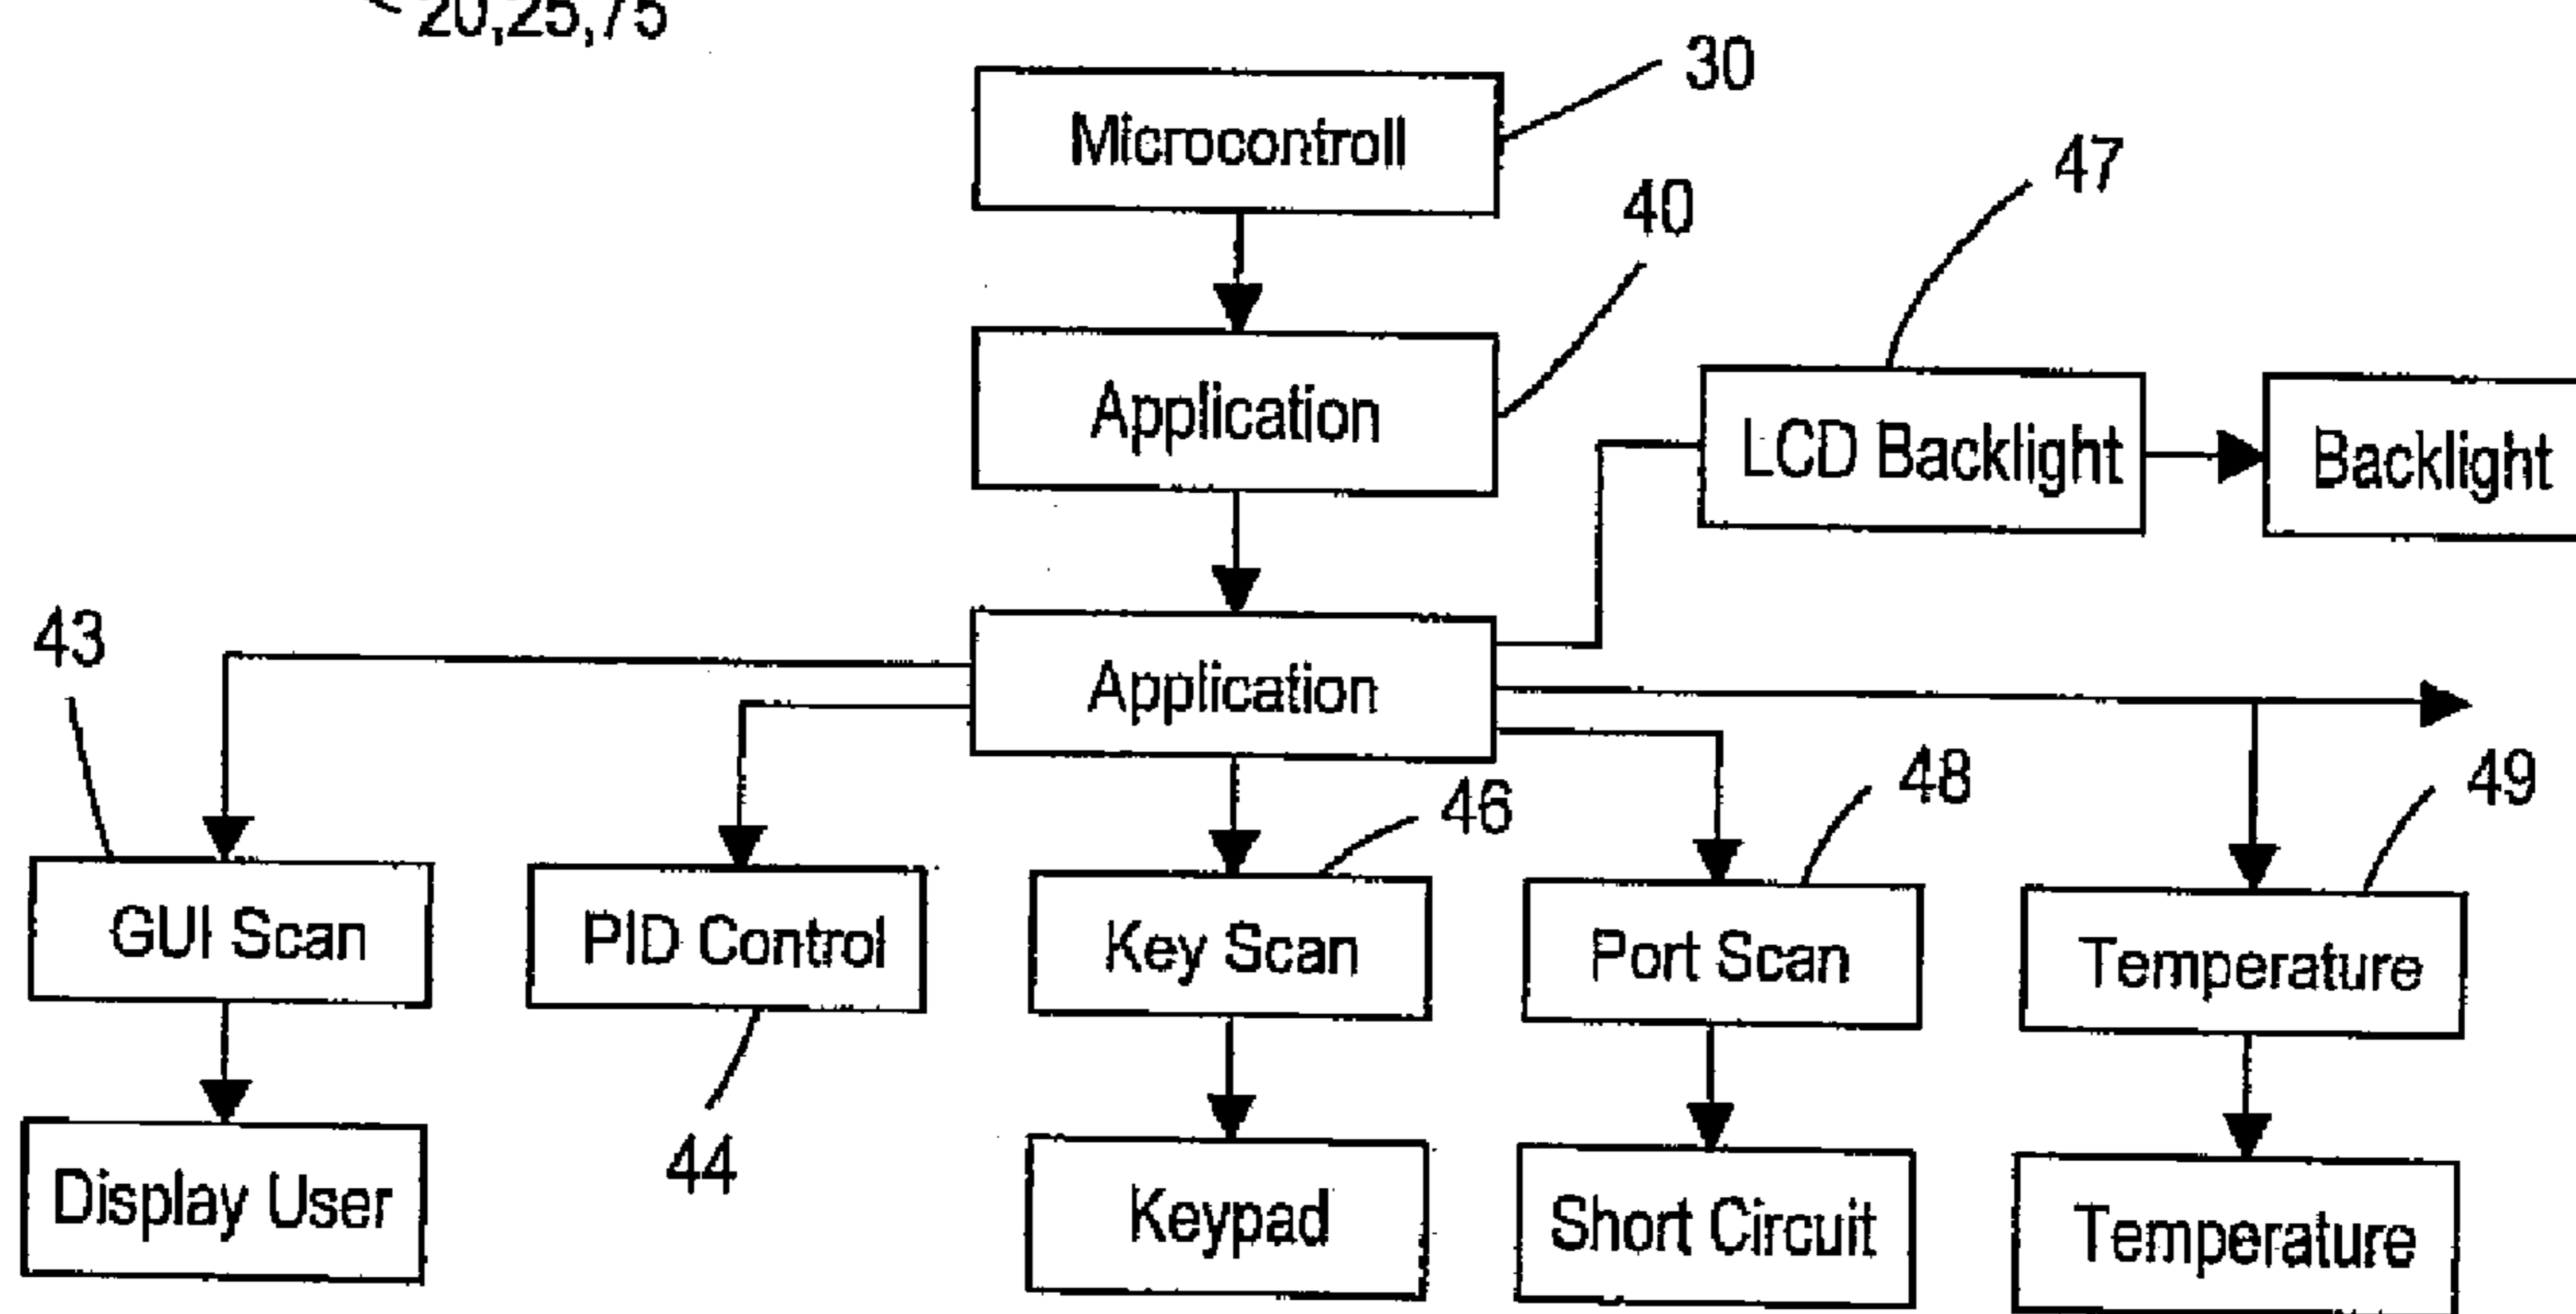 20,25,75
30
Microcontroll
40
47
Application
LCD Backlight
Backlight
43
Application
46
48
49
GUI Scan
PID Control
Key Scan
Port Scan
Temperature
44
Display User
Keypad
Short Circuit
Temperature